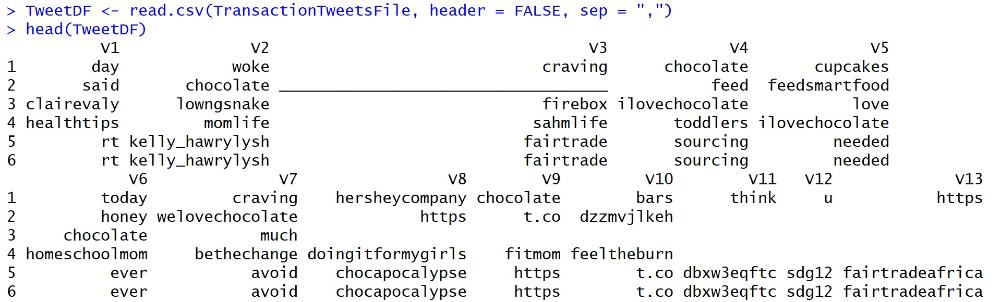 > TweetDF <- read.csv(TransactionTweetsFile, header = FALSE, sep = ",")
> head(TweetDF)
V1 V2 V3 V4 V5
1 day woke craving chocolate cupcakes
2 said chocolate ___________________________________ feed feedsmartfood
3 clairevaly lowngsnake firebox ilovechocolate love
4 healthtips momlife sahmlife toddlers ilovechocolate
5 rt kelly_hawrylysh fairtrade sourcing needed
6 rt kelly_hawrylysh fairtrade sourcing needed
V6 V7 V8 V9 V10 V11 V12 V13
1 today craving hersheycompany chocolate bars think u https
2 honey welovechocolate https t.co dzzmvjlkeh
3 chocolate much
4 homeschoolmom bethechange doingitformygirls fitmom feeltheburn
5 ever avoid chocapocalypse https t.co dbxw3eqftc sdg12 fairtradeafrica
6 ever avoid chocapocalypse https t.co dbxw3eqftc sdg12 fairtradeafrica